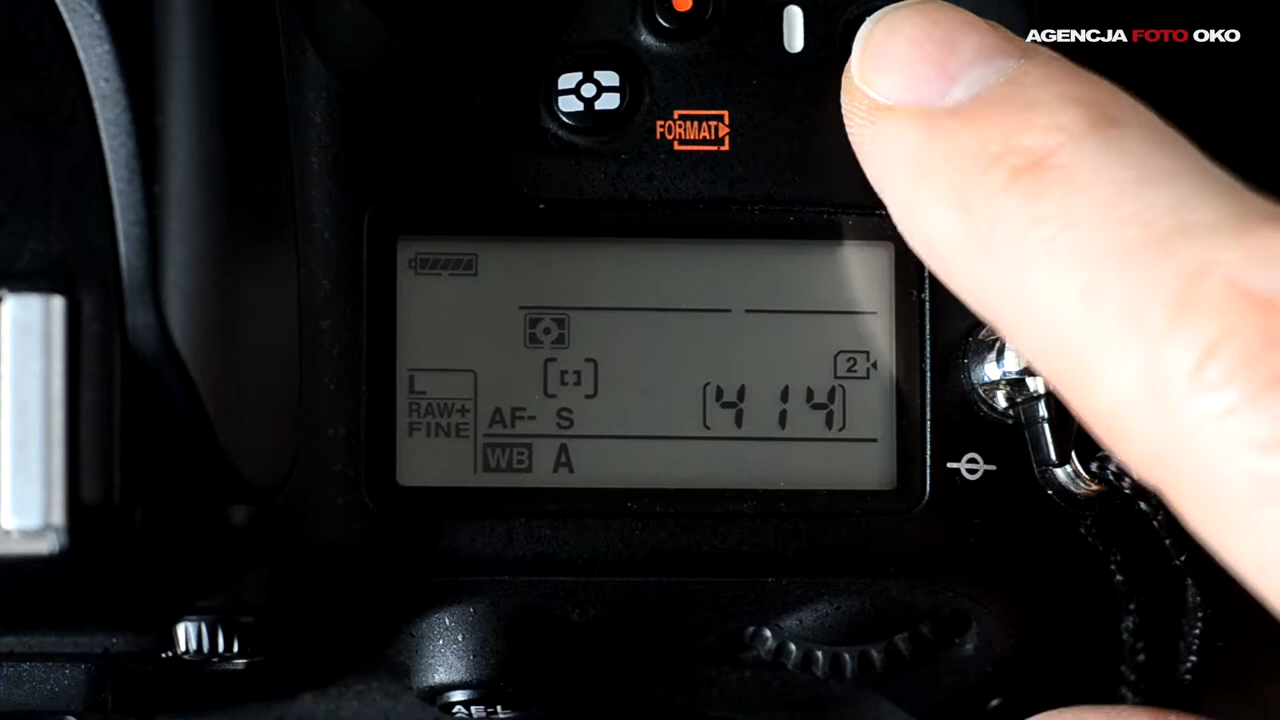 AGENCJA FOTO OKO
FORMAT
2
L
RAW+
FINE
AF- S
[414]
WB A
AE-L